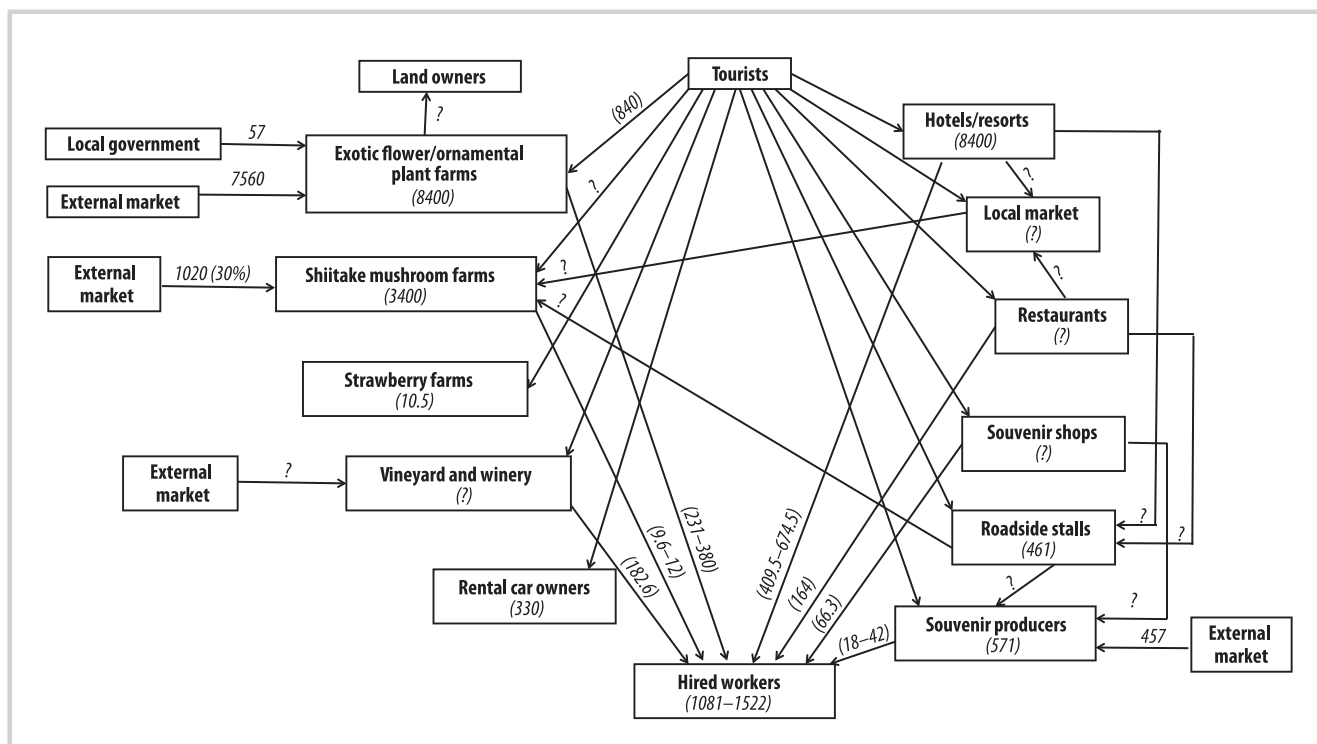 Land owners
Tourists
?
(840)
Local government
57
Exotic flower/ornamental
plant farms
(8400)
External market
7560
Hotels/resorts
(8400)
?
?
Local market
(?)
External
market
1020 (30%)
Shiitake mushroom farms
(3400)
?
?
?
Restaurants
(?)
Strawberry farms
(10.5)
Souvenir shops
(?)
External
market
?
Vineyard and winery
(?)
(182.6)
(9.6–12)
(231–380)
(409.5–674.5)
(164)
(66.3)
Roadside stalls
(461)
?
?
Rental car owners
(330)
?
?
Souvenir producers
(571)
(18–42)
457
External
market
Hired workers
(1081–1522)